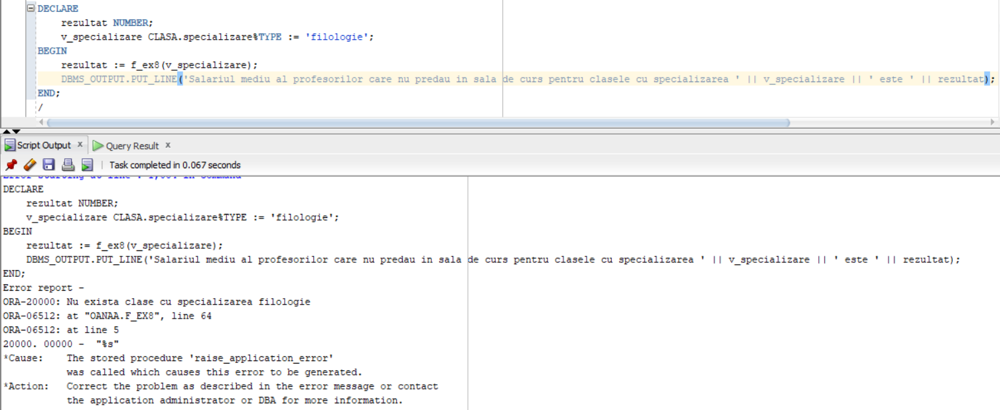 DECLARE
rezultat NUMBER;
v_specializare CLASA.specializare%TYPE := 'filologie';
BEGIN
rezultat := f_ex8(v_specializare);
DBMS_OUTPUT.PUT_LINE('Salariul mediu al profesorilor care nu predau in sala de curs pentru clasele cu specializarea ' || v_specializare || ' este ' || rezultat);
END;
/
Script Output x Query Result x
Task completed in 0.067 seconds
Error starting at line : in command
DECLARE
rezultat NUMBER;
v_specializare CLASA.specializare%TYPE := 'filologie';
BEGIN
rezultat := f_ex8(v_specializare);
DBMS_OUTPUT.PUT_LINE('Salariul mediu al profesorilor care nu predau in sala de curs pentru clasele cu specializarea ' || v_specializare || ' este ' || rezultat);
END;
Error report -
ORA-20000: Nu exista clase cu specializarea filologie
ORA-06512: at "OANAA.F_EX8", line 64
ORA-06512: at line 5
20000. 00000 -  "%s"
*Cause:    The stored procedure 'raise_application_error'
was called which causes this error to be generated.
*Action:   Correct the problem as described in the error message or contact
the application administrator or DBA for more information.